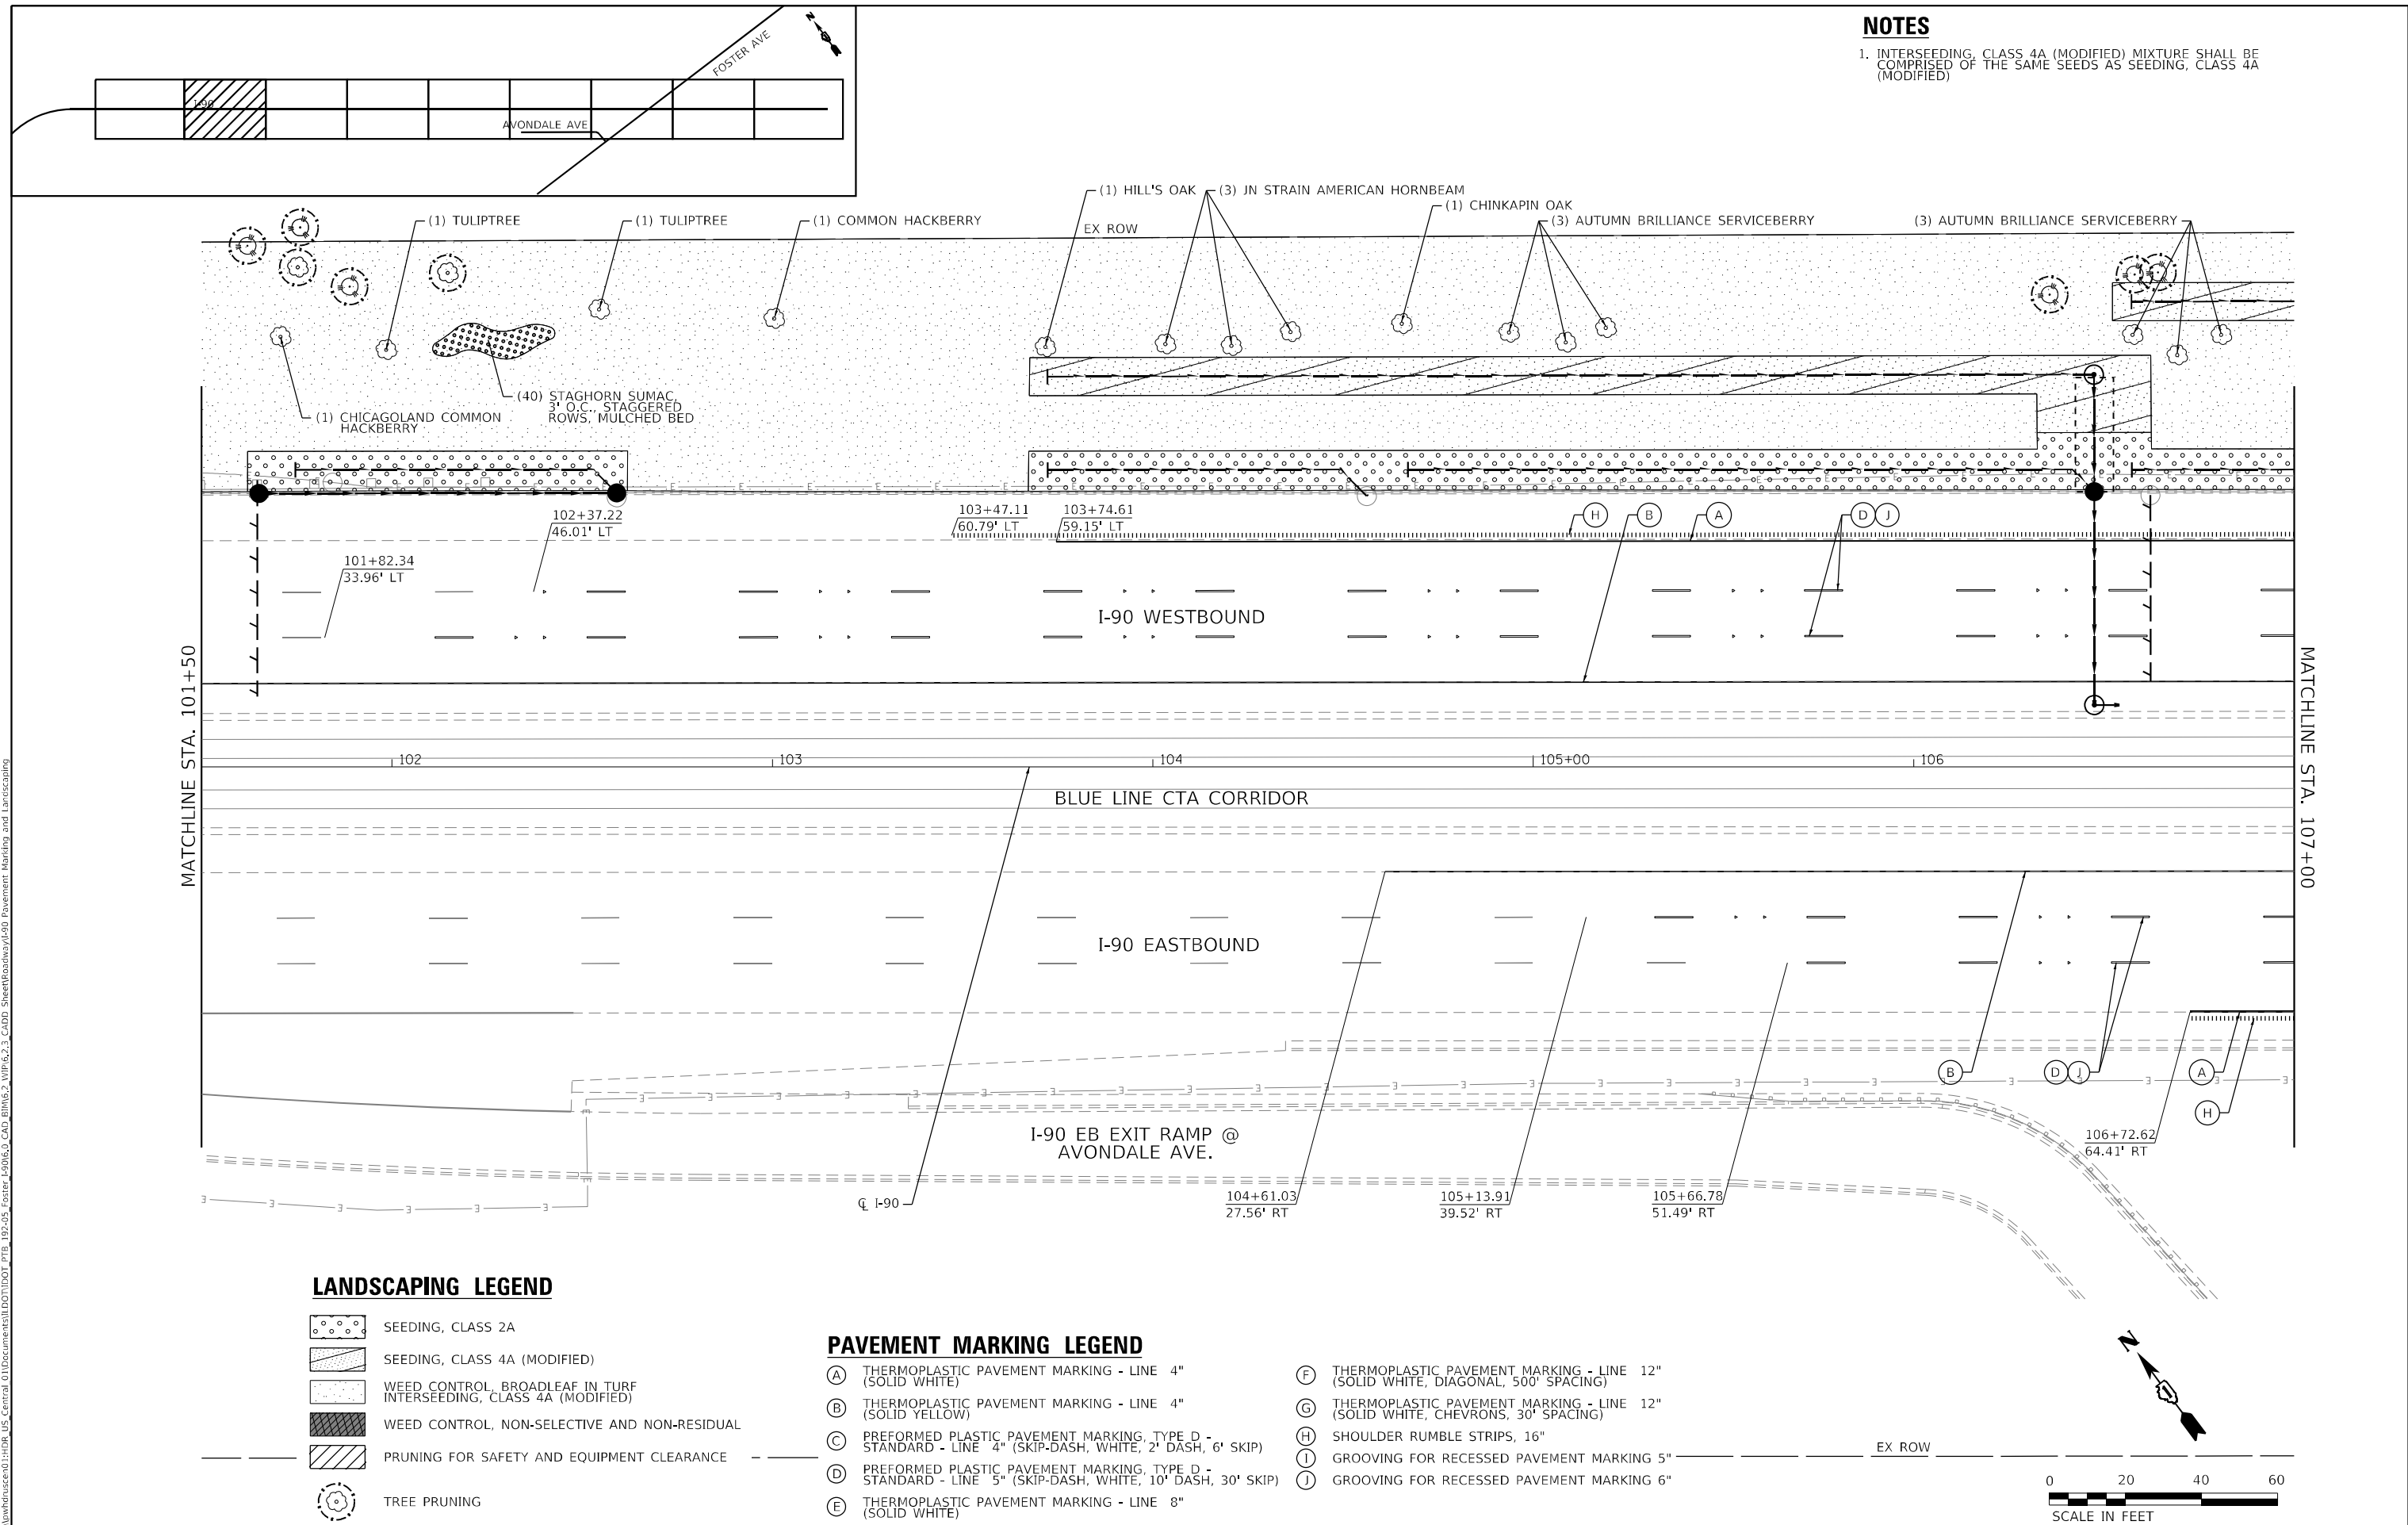 N
FOSTER AVE
I-90
AVONDALE AVE
NOTES
1. INTERSEEDING, CLASS 4A (MODIFIED) MIXTURE SHALL BE
COMPRISED OF THE SAME SEEDS AS SEEDING, CLASS 4A
(MODIFIED)
(1) HILL'S OAK
(3) JN STRAIN AMERICAN HORNBEAM
(1) CHINKAPIN OAK
(1) TULIPTREE
(1) TULIPTREE
(1) COMMON HACKBERRY
EX ROW
(3) AUTUMN BRILLIANCE SERVICEBERRY
(3) AUTUMN BRILLIANCE SERVICEBERRY
(40) STAGHORN SUMAC,
3' O.C., STAGGERED
ROWS, MULCHED BED
(1) CHICAGOLAND COMMON
HACKBERRY
102+37.22
46.01' LT
103+47.11
60.79' LT
103+74.61
59.15' LT
H
B
A
D J
101+82.34
33.96' LT
I-90 WESTBOUND
MATCHLINE STA. 101+50
MATCHLINE STA. 107+00
102
103
104
105+00
106
BLUE LINE CTA CORRIDOR
I-90 EASTBOUND
B
D J
A
H
I-90 EB EXIT RAMP @
AVONDALE AVE.
106+72.62
64.41' RT
℄ I-90
104+61.03
27.56' RT
105+13.91
39.52' RT
105+66.78
51.49' RT
LANDSCAPING LEGEND
SEEDING, CLASS 2A
SEEDING, CLASS 4A (MODIFIED)
WEED CONTROL, BROADLEAF IN TURF
INTERSEEDING, CLASS 4A (MODIFIED)
WEED CONTROL, NON-SELECTIVE AND NON-RESIDUAL
PRUNING FOR SAFETY AND EQUIPMENT CLEARANCE
TREE PRUNING
PAVEMENT MARKING LEGEND
A THERMOPLASTIC PAVEMENT MARKING - LINE 4"
(SOLID WHITE)
B THERMOPLASTIC PAVEMENT MARKING - LINE 4"
(SOLID YELLOW)
C PREFORMED PLASTIC PAVEMENT MARKING, TYPE D -
STANDARD - LINE 4" (SKIP-DASH, WHITE, 2' DASH, 6' SKIP)
D PREFORMED PLASTIC PAVEMENT MARKING, TYPE D -
STANDARD - LINE 5" (SKIP-DASH, WHITE, 10' DASH, 30' SKIP)
E THERMOPLASTIC PAVEMENT MARKING - LINE 8"
(SOLID WHITE)
F THERMOPLASTIC PAVEMENT MARKING - LINE 12"
(SOLID WHITE, DIAGONAL, 500' SPACING)
G THERMOPLASTIC PAVEMENT MARKING - LINE 12"
(SOLID WHITE, CHEVRONS, 30' SPACING)
H SHOULDER RUMBLE STRIPS, 16"
I GROOVING FOR RECESSED PAVEMENT MARKING 5"
J GROOVING FOR RECESSED PAVEMENT MARKING 6"
EX ROW
N
0 20 40 60
SCALE IN FEET